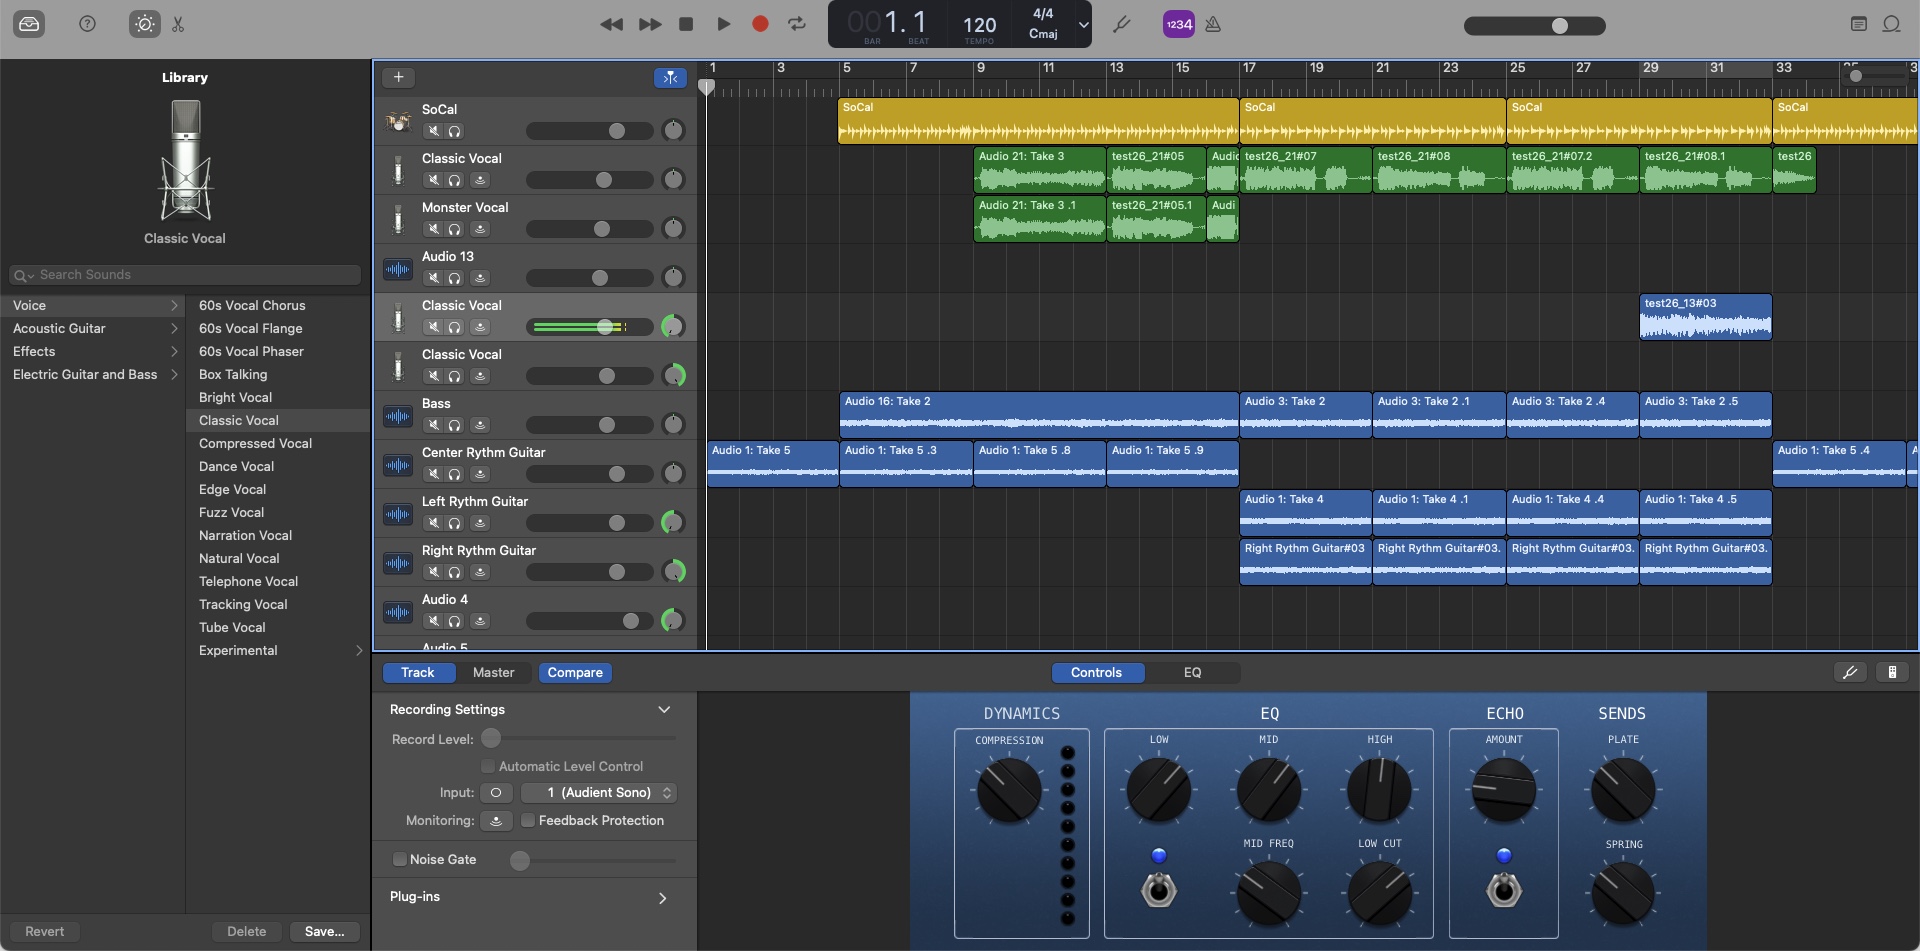 001. 1
BAR BEAT
120
TEMPO
4/4
Cmaj
1234
Library
Classic Vocal
Search Sounds
Voice
Acoustic Guitar
Effects
Electric Guitar and Bass
60s Vocal Chorus
60s Vocal Flange
60s Vocal Phaser
Box Talking
Bright Vocal
Classic Vocal
Compressed Vocal
Dance Vocal
Edge Vocal
Fuzz Vocal
Narration Vocal
Natural Vocal
Telephone Vocal
Tracking Vocal
Tube Vocal
Experimental
Revert Delete Save...
1 3 5 7 9 11 13 15 17 19 21 23 25 27 29 31 33
SoCal
SoCal SoCal SoCal SoCal
Classic Vocal
Audio 21: Take 3 test26_21#05 Audio test26_21#07 test26_21#08 test26_21#07.2 test26_21#08.1 test26
Monster Vocal
Audio 21: Take 3 .1 test26_21#05.1 Audi
Audio 13
Classic Vocal
test26_13#03
Classic Vocal
Bass
Audio 16: Take 2 Audio 3: Take 2 Audio 3: Take 2 .1 Audio 3: Take 2 .4 Audio 3: Take 2 .5
Center Rythm Guitar
Audio 1: Take 5 Audio 1: Take 5 .3 Audio 1: Take 5 .8 Audio 1: Take 5 .9 Audio 1: Take 5 .4 A
Left Rythm Guitar
Audio 1: Take 4 Audio 1: Take 4 .1 Audio 1: Take 4 .4 Audio 1: Take 4 .5
Right Rythm Guitar
Right Rythm Guitar#03 Right Rythm Guitar#03. Right Rythm Guitar#03. Right Rythm Guitar#03.
Audio 4
Audio 5
Track Master Compare
Controls EQ
Recording Settings
Record Level:
Automatic Level Control
Input: 1 (Audient Sono)
Monitoring: Feedback Protection
Noise Gate
Plug-ins
DYNAMICS
COMPRESSION
EQ
LOW MID HIGH
MID FREQ LOW CUT
ECHO
AMOUNT
SENDS
PLATE
SPRING